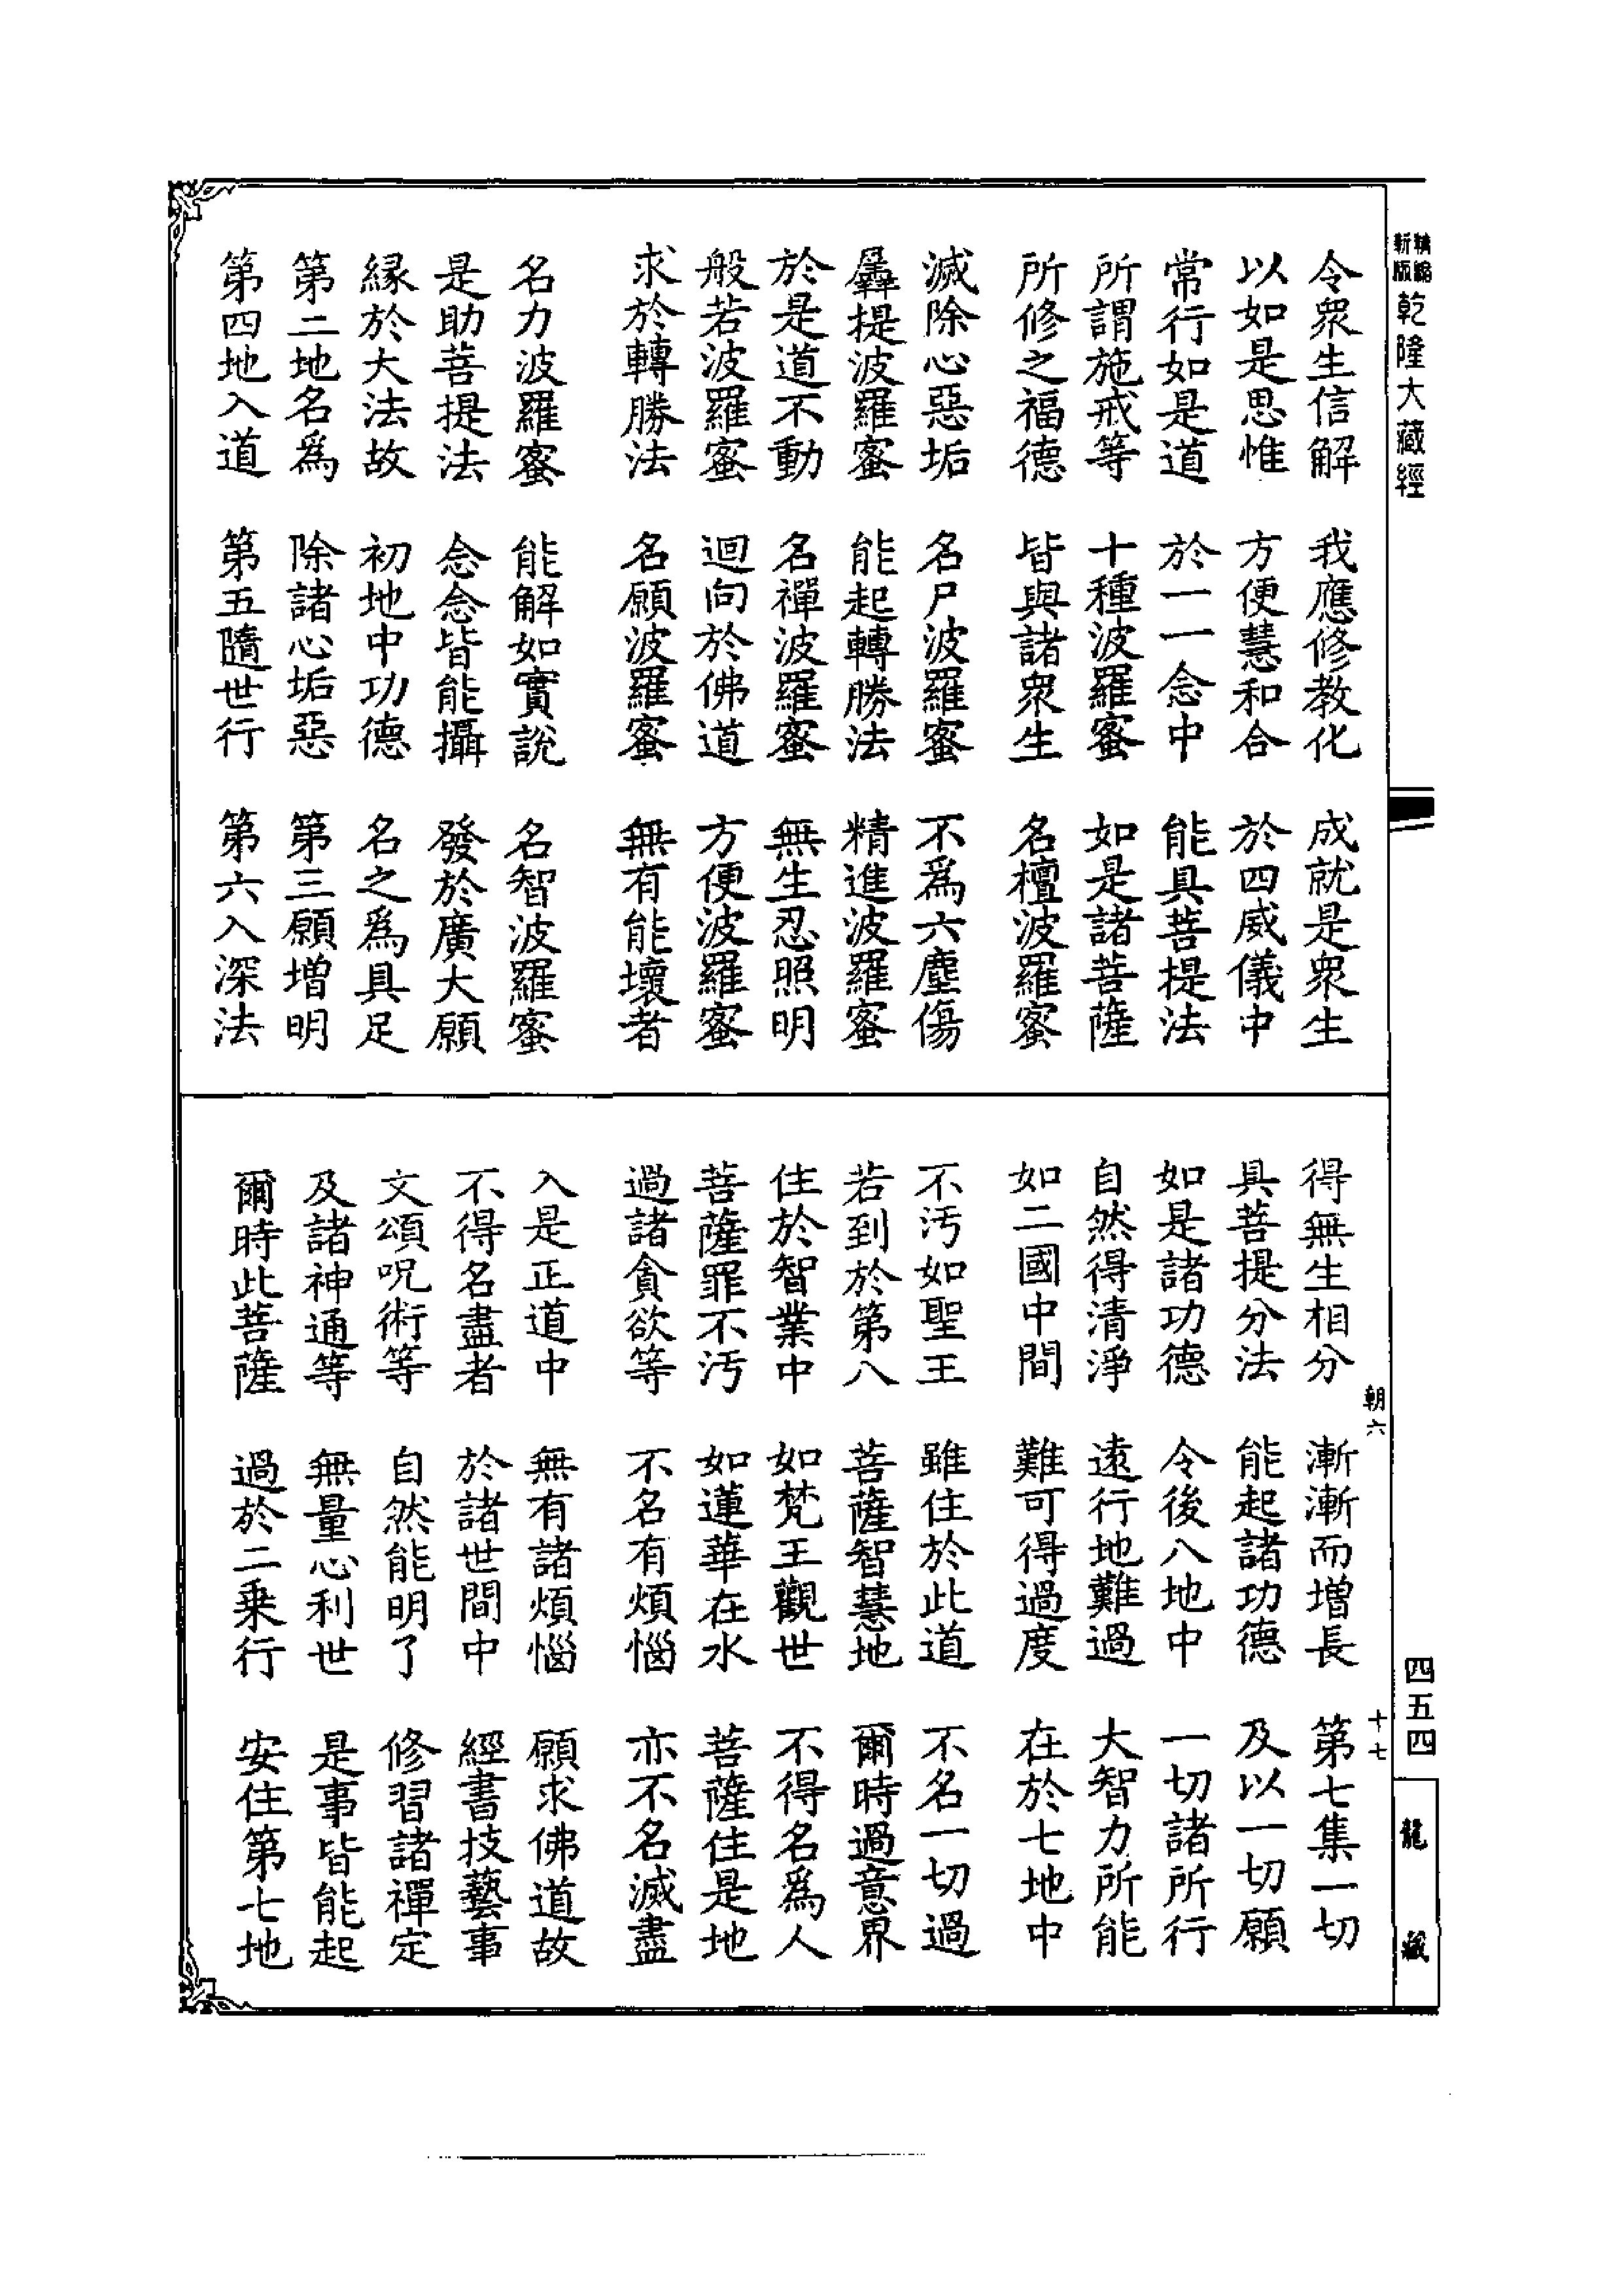 新編縮版 乾隆大藏經
令衆生信解 我應修教化 成就是衆生
以如是思惟 方便慧和合 於四威儀中
常行如是道 於一一念中 能具菩提法
所謂施戒等 十種波羅蜜 如是諸菩薩
所修之福德 皆與諸衆生 名檀波羅蜜
滅除心惡垢 名尸波羅蜜 不爲六塵傷
羼提波羅蜜 能起轉勝法 精進波羅蜜
於是道不動 名禪波羅蜜 無生忍照明
般若波羅蜜 迴向於佛道 方便波羅蜜
求於轉勝法 名願波羅蜜 無有能壞者
名力波羅蜜 能解如實說 名智波羅蜜
是助菩提法 念念皆能攝 發於廣大願
緣於大法故 初地中功德 名之爲具足
第二地名爲 除諸心垢惡 第三願增明
第四地入道 第五隨世行 第六入深法
得無生相分 漸漸而增長 第七集一切
具菩提分法 能起諸功德 及以一切願
如是諸功德 令後八地中 一切諸所行
自然得清淨 遠行地難過 大智力所能
如二國中間 難可得過度 在於七地中
不污如聖王 雖住於此道 不名一切過
若到於第八 菩薩智慧地 爾時過意界
住於智業中 如梵王觀世 不得名爲人
菩薩罪不污 如蓮華在水 菩薩住是地
過諸貪欲等 不名有煩惱 亦不名滅盡
入是正道中 無有諸煩惱 願求佛道故
不得名盡者 於諸世間中 經書技藝事
文頌呪術等 自然能明了 修習諸禪定
及諸神通等 無量心利世 是事皆能起
爾時此菩薩 過於二乘行 安住第七地
朝六 十七
四五四
龍藏